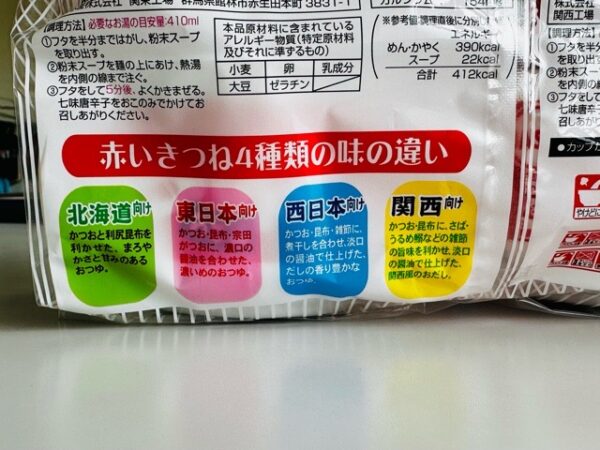 関東工場 群馬県館林市赤生田本町3831-1
【調理方法】必要なお湯の目安量:410ml
①フタを半分まではがし、粉末スープ
を取り出す。
②粉末スープを麺の上にあけ、熱湯
を内側の線まで注ぐ。
③フタをして5分後、よくかきまぜる。
七味唐辛子をおこのみでかけてお
召しあがりください。
本品原材料に含まれている
アレルギー物質(特定原材料
及びそれに準ずるもの)
小麦 卵 乳成分
大豆 ゼラチン
※参考値:調理直後に分別し
エネルギー
めん・かやく 390kcal
スープ 22kcal
合計 412kcal
株式会社
関西工場
【調理方法】
①フタを半
を取り出
②粉末スー
を内側の
③フタをして
七味唐辛
召しあがり
●カップが
赤いきつね4種類の味の違い
北海道向け
かつおと利尻昆布を
利かせた、まろや
かさと甘みのある
おつゆ。
東日本向け
かつお・昆布・宗田
がつおに、濃口の
醤油を合わせた、
濃いめのおつゆ。
西日本向け
かつお・昆布・雑節に、
煮干しを合わせ、淡口
の醤油で仕上げた、
だしの香り豊かな
おつゆ。
関西向け
かつお・昆布に、さば・
うるめ鰯などの雑節
の旨味を利かせ、淡口
の醤油で仕上げた、
関西風のおだし。